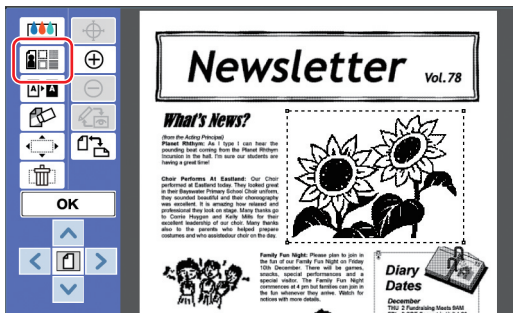 A A
OK
Newsletter Vol. 78
What's News?
(from the Acting Principal)
Planet Rhthym: As I type I can hear the
pounding beat coming from the Planet Rhthym
Incursion in the hall. I'm sure our students are
having a great time!
Choir Performs At Eastland: Our Choir
performed at Eastland today. They looked great
in their Bayswater Primary School Choir uniform,
they sounded beautiful and their choreography
was excellent. It is amazing how relaxed and
professional they look on stage. Many thanks go
to Corrie Huygen and Kelly Mills for their
excellent leadership of our choir. Many thanks
also to the parents who helped prepare
costumes and who assistedour choir on the day.
Family Fun Night: Please plan to join in
the fun of our Family Fun Night on Friday
10th December. There will be games,
snacks, special performances and a
special visitor. The Family Fun Night
commences at 4 pm but families can join in
the fun whenever they arrive. Watch for
notices with more details.
Diary
Dates
December
THU 2 Fundraising Meets 9AM